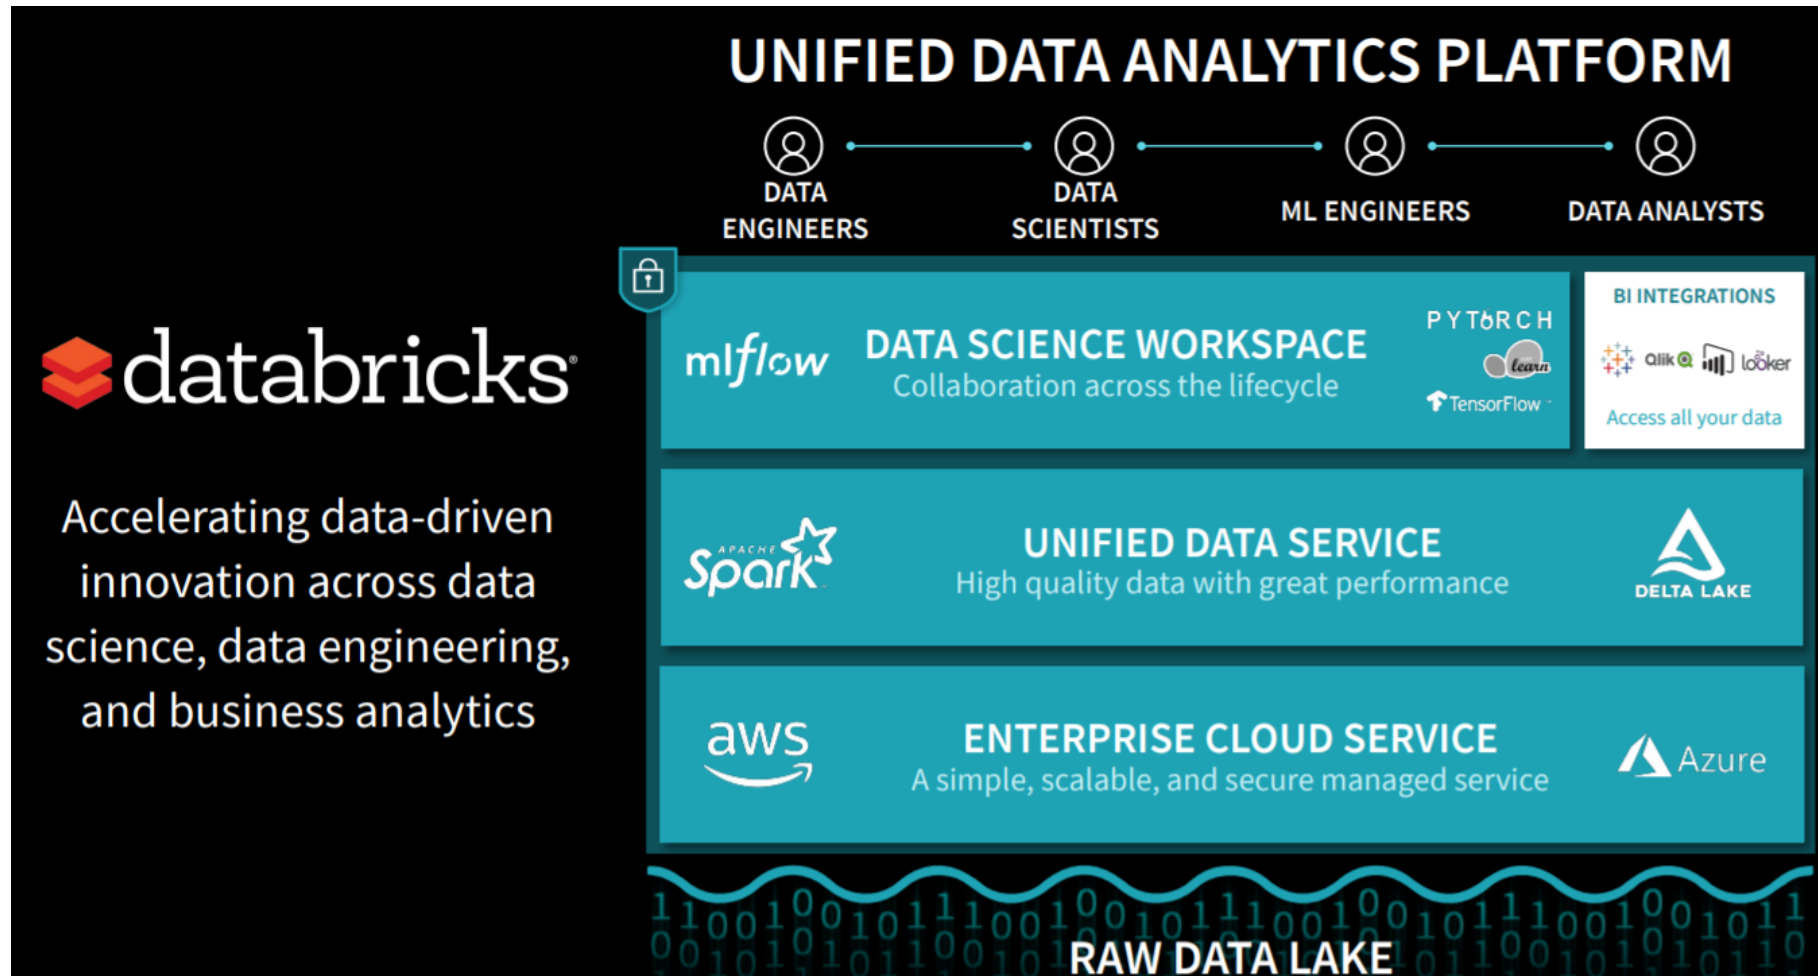 UNIFIED DATA ANALYTICS PLATFORM
DATA
ENGINEERS
DATA
SCIENTISTS
ML ENGINEERS
DATA ANALYSTS
databricks®
Accelerating data-driven
innovation across data
science, data engineering,
and business analytics
mlflow
DATA SCIENCE WORKSPACE
Collaboration across the lifecycle
PYTORCH
learn
TensorFlow
BI INTEGRATIONS
Qlik
looker
Access all your data
APACHE
Spark
UNIFIED DATA SERVICE
High quality data with great performance
DELTA LAKE
aws
ENTERPRISE CLOUD SERVICE
A simple, scalable, and secure managed service
Azure
RAW DATA LAKE